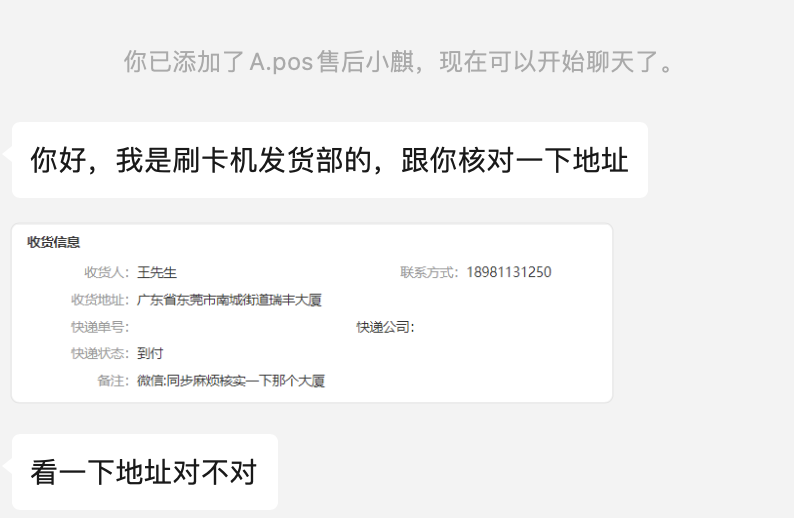 你已添加了A.pos售后小麒，现在可以开始聊天了。
你好，我是刷卡机发货部的，跟你核对一下地址
收货信息
收货人：王先生 联系方式：18981131250
收货地址：广东省东莞市南城街道瑞丰大厦
快递单号： 快递公司：
快递状态：到付
备注：微信:同步麻烦核实一下那个大厦
看一下地址对不对